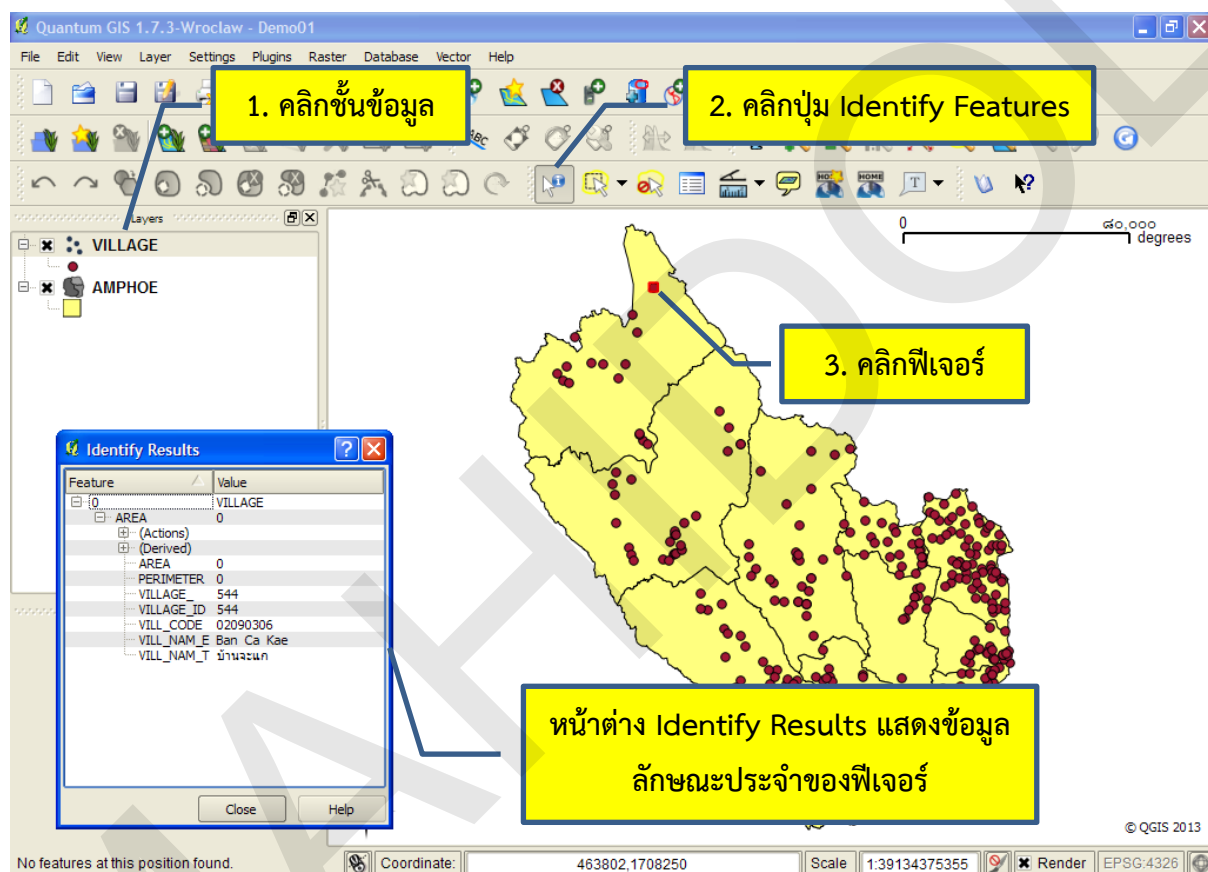 Quantum GIS 1.7.3-Wroclaw - Demo01
File Edit View Layer Settings Plugins Raster Database Vector Help
1. คลิกชั้นข้อมูล
2. คลิกปุ่ม Identify Features
Layers
VILLAGE
AMPHOE
0 ๘๐,๐๐๐
degrees
3. คลิกฟีเจอร์
Identify Results
Feature Value
0 VILLAGE
AREA 0
(Actions)
(Derived)
AREA 0
PERIMETER 0
VILLAGE_ 544
VILLAGE_ID 544
VILL_CODE 02090306
VILL_NAM_E Ban Ca Kae
VILL_NAM_T บ้านจะแก
Close Help
หน้าต่าง Identify Results แสดงข้อมูล
ลักษณะประจำของฟีเจอร์
© QGIS 2013
No features at this position found. Coordinate: 463802,1708250 Scale 1:39134375355 Render EPSG:4326